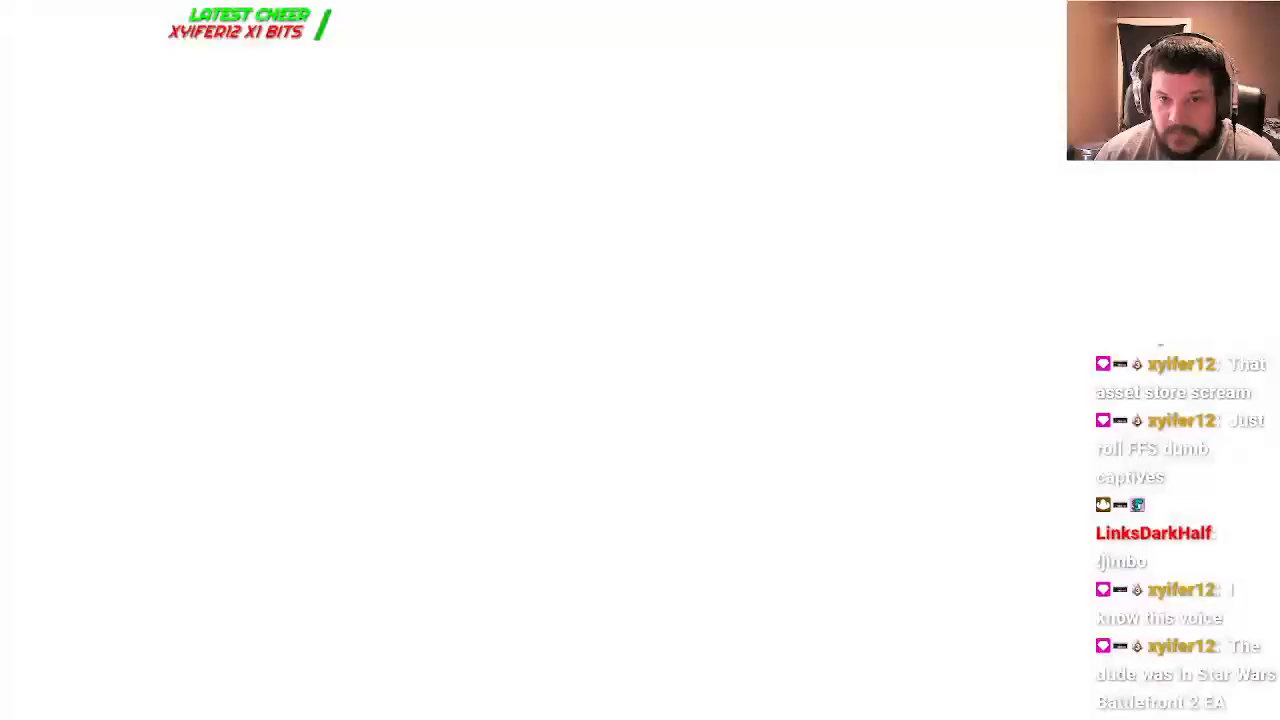 LATEST CHEER
XYIFER12 X1 BITS
xyifer12: That
asset store scream
xyifer12: Just
roll FFS dumb
captives
LinksDarkHalf:
!jimbo
xyifer12: I
know this voice
xyifer12: The
dude was in Star Wars
Battlefront 2 EA